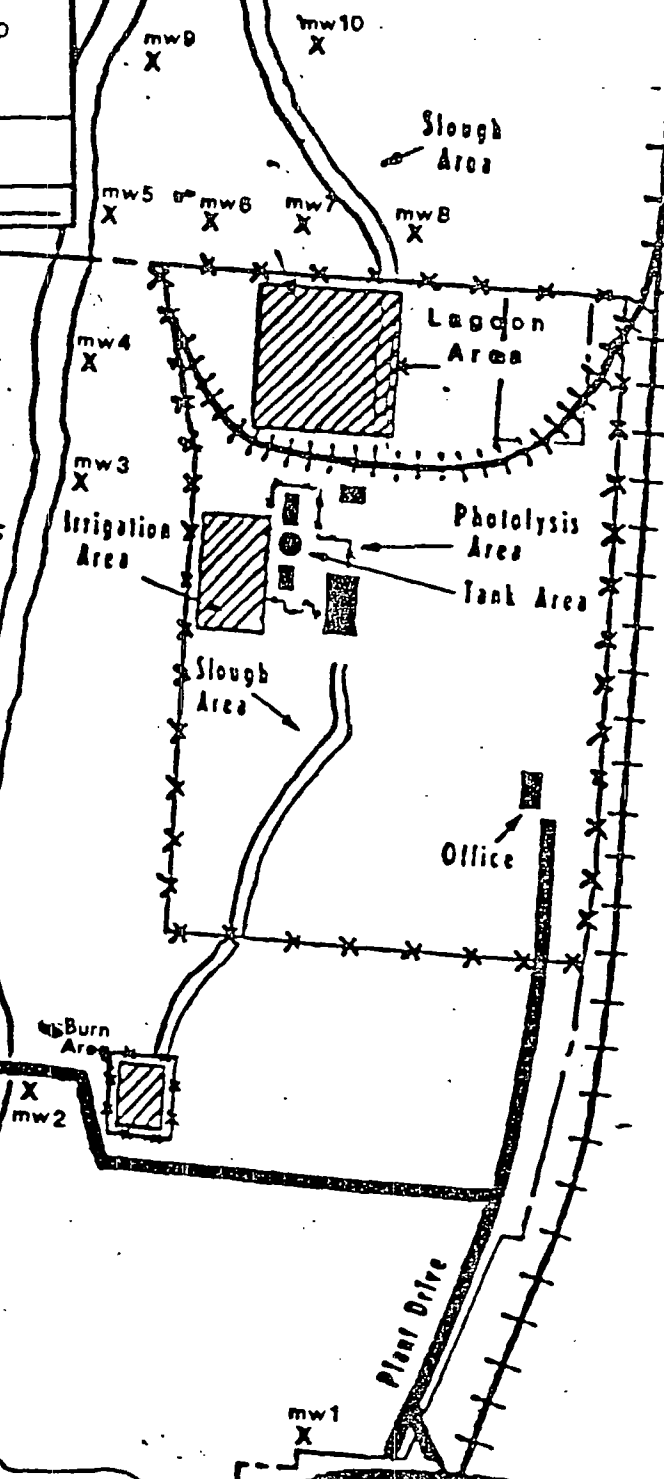 mw9
mw10
Slough
Area
mw5
mw6
mw7
mw8
Lagoon
Area
mw4
mw3
Irrigation
Area
Photolysis
Area
Tank Area
Slough
Area
Office
Burn
Area
mw2
Plant Drive
mw1